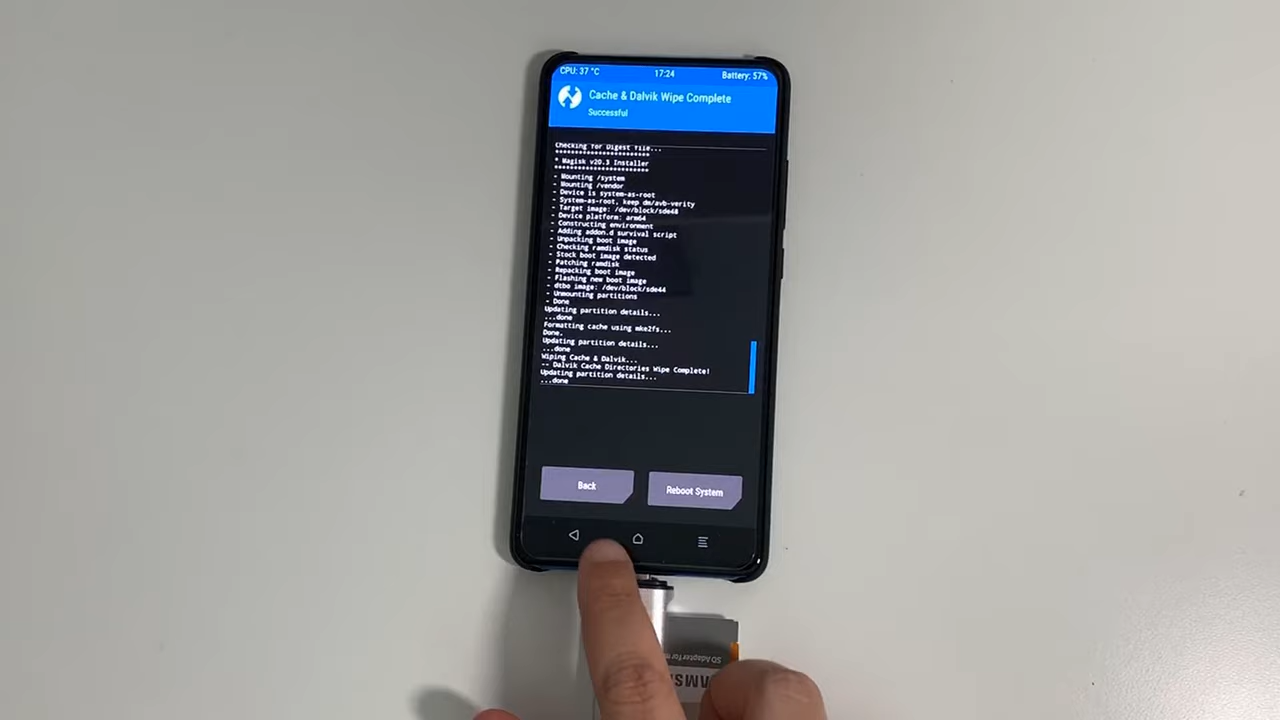 CPU: 37 °C 17:24 Battery: 57%
Cache & Dalvik Wipe Complete
Successful
Checking for Digest file...
************************
* Magisk v20.3 Installer
************************
- Mounting /system
- Mounting /vendor
- Device is system-as-root
- System-as-root, keep dm/avb-verity
- Target image: /dev/block/sde48
- Device platform: arm64
- Constructing environment
- Adding addon.d survival script
- Unpacking boot image
- Checking ramdisk status
- Stock boot image detected
- Patching ramdisk
- Repacking boot image
- Flashing new boot image
- dtbo image: /dev/block/sde44
- Unmounting partitions
- Done
Updating partition details...
...done
Formatting cache using mke2fs...
Done.
Updating partition details...
...done
Wiping Cache & Dalvik...
-- Dalvik Cache Directories Wipe Complete!
Updating partition details...
...done
Back Reboot System
SD Adapter for